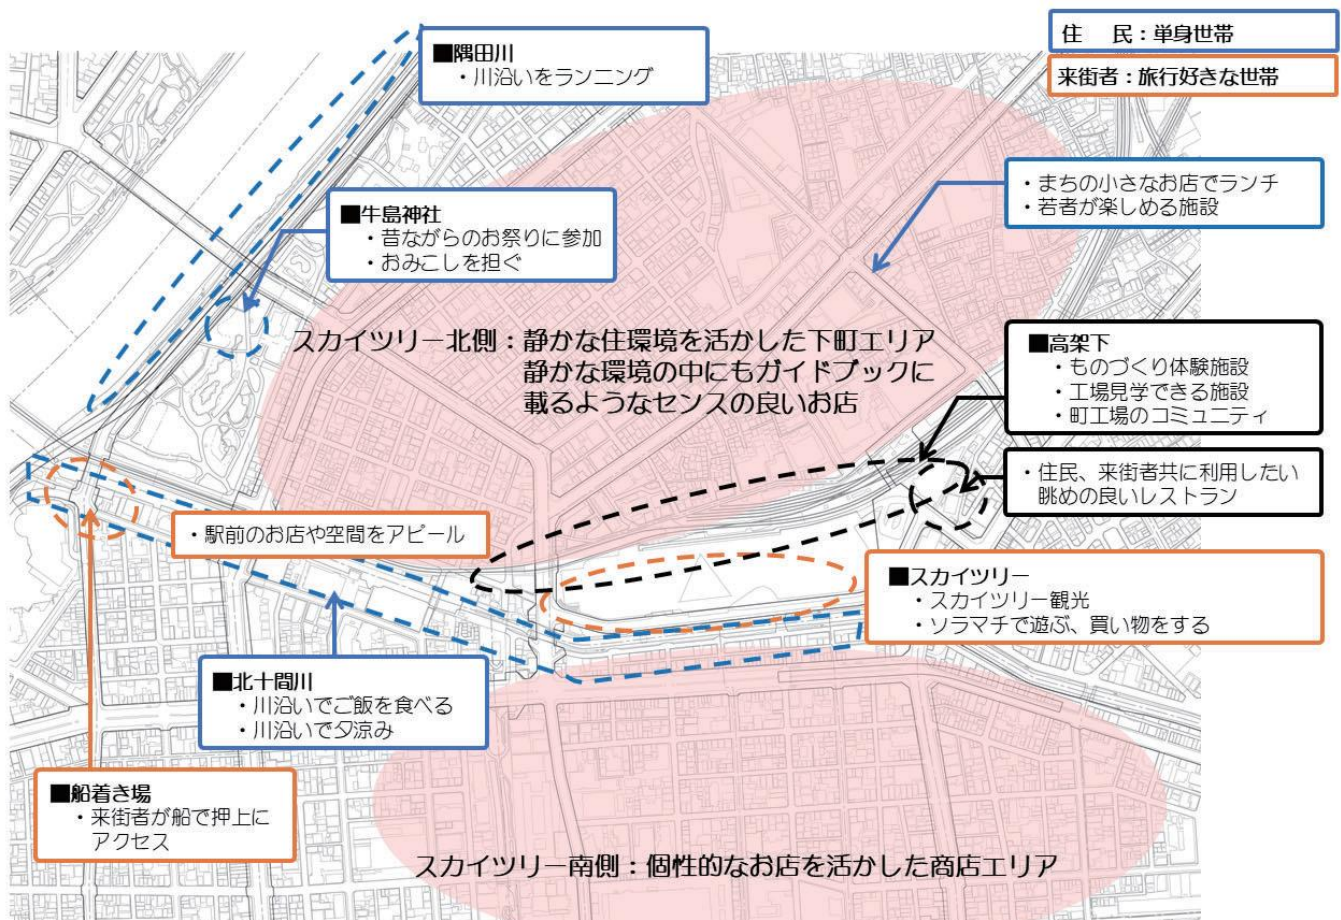 住　民：単身世帯
来街者：旅行好きな世帯
■隅田川
・川沿いをランニング
■牛島神社
・昔ながらのお祭りに参加
・おみこしを担ぐ
・まちの小さなお店でランチ
・若者が楽しめる施設
スカイツリー北側：静かな住環境を活かした下町エリア
静かな環境の中にもガイドブックに
載るようなセンスの良いお店
■高架下
・ものづくり体験施設
・工場見学できる施設
・町工場のコミュニティ
・住民、来街者共に利用したい
眺めの良いレストラン
・駅前のお店や空間をアピール
■スカイツリー
・スカイツリー観光
・ソラマチで遊ぶ、買い物をする
■北十間川
・川沿いでご飯を食べる
・川沿いで夕涼み
■船着き場
・来街者が船で押上に
アクセス
スカイツリー南側：個性的なお店を活かした商店エリア